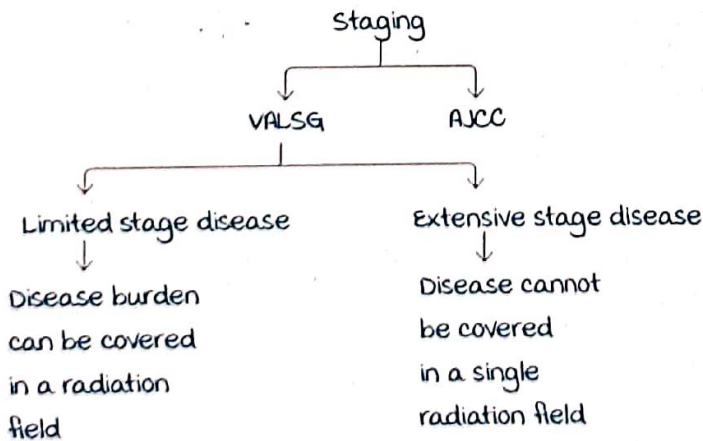 Staging
VALSG
AJCC
Limited stage disease
Extensive stage disease
Disease burden
can be covered
in a radiation
field
Disease cannot
be covered
in a single
radiation field